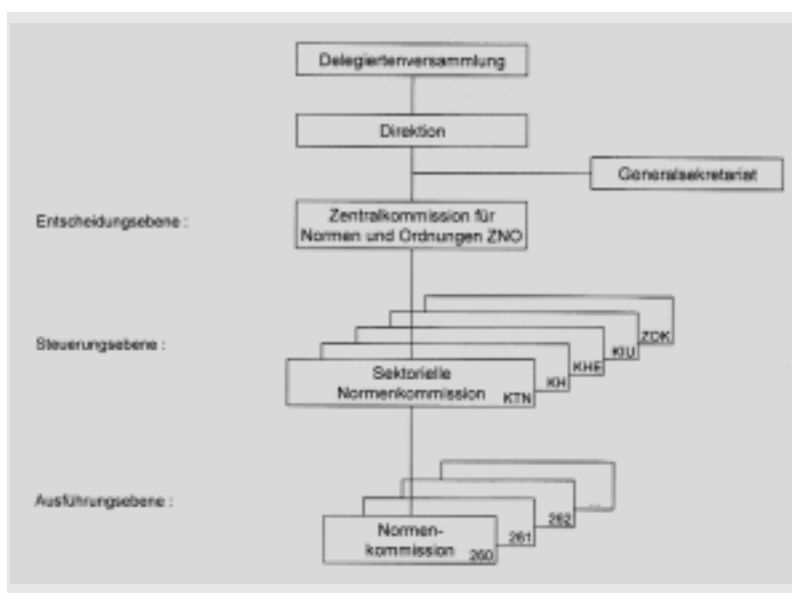 Delegiertenversammlung
Direktion
Generalsekretariat
Entscheidungsebene :
Zentralkommission für
Normen und Ordnungen ZNO
Steuerungsebene :
ZOK
KIU
KHE
KH
Sektorielle
Normenkommission KTN
Ausführungsebene :
...
262
261
Normen-
kommission 260